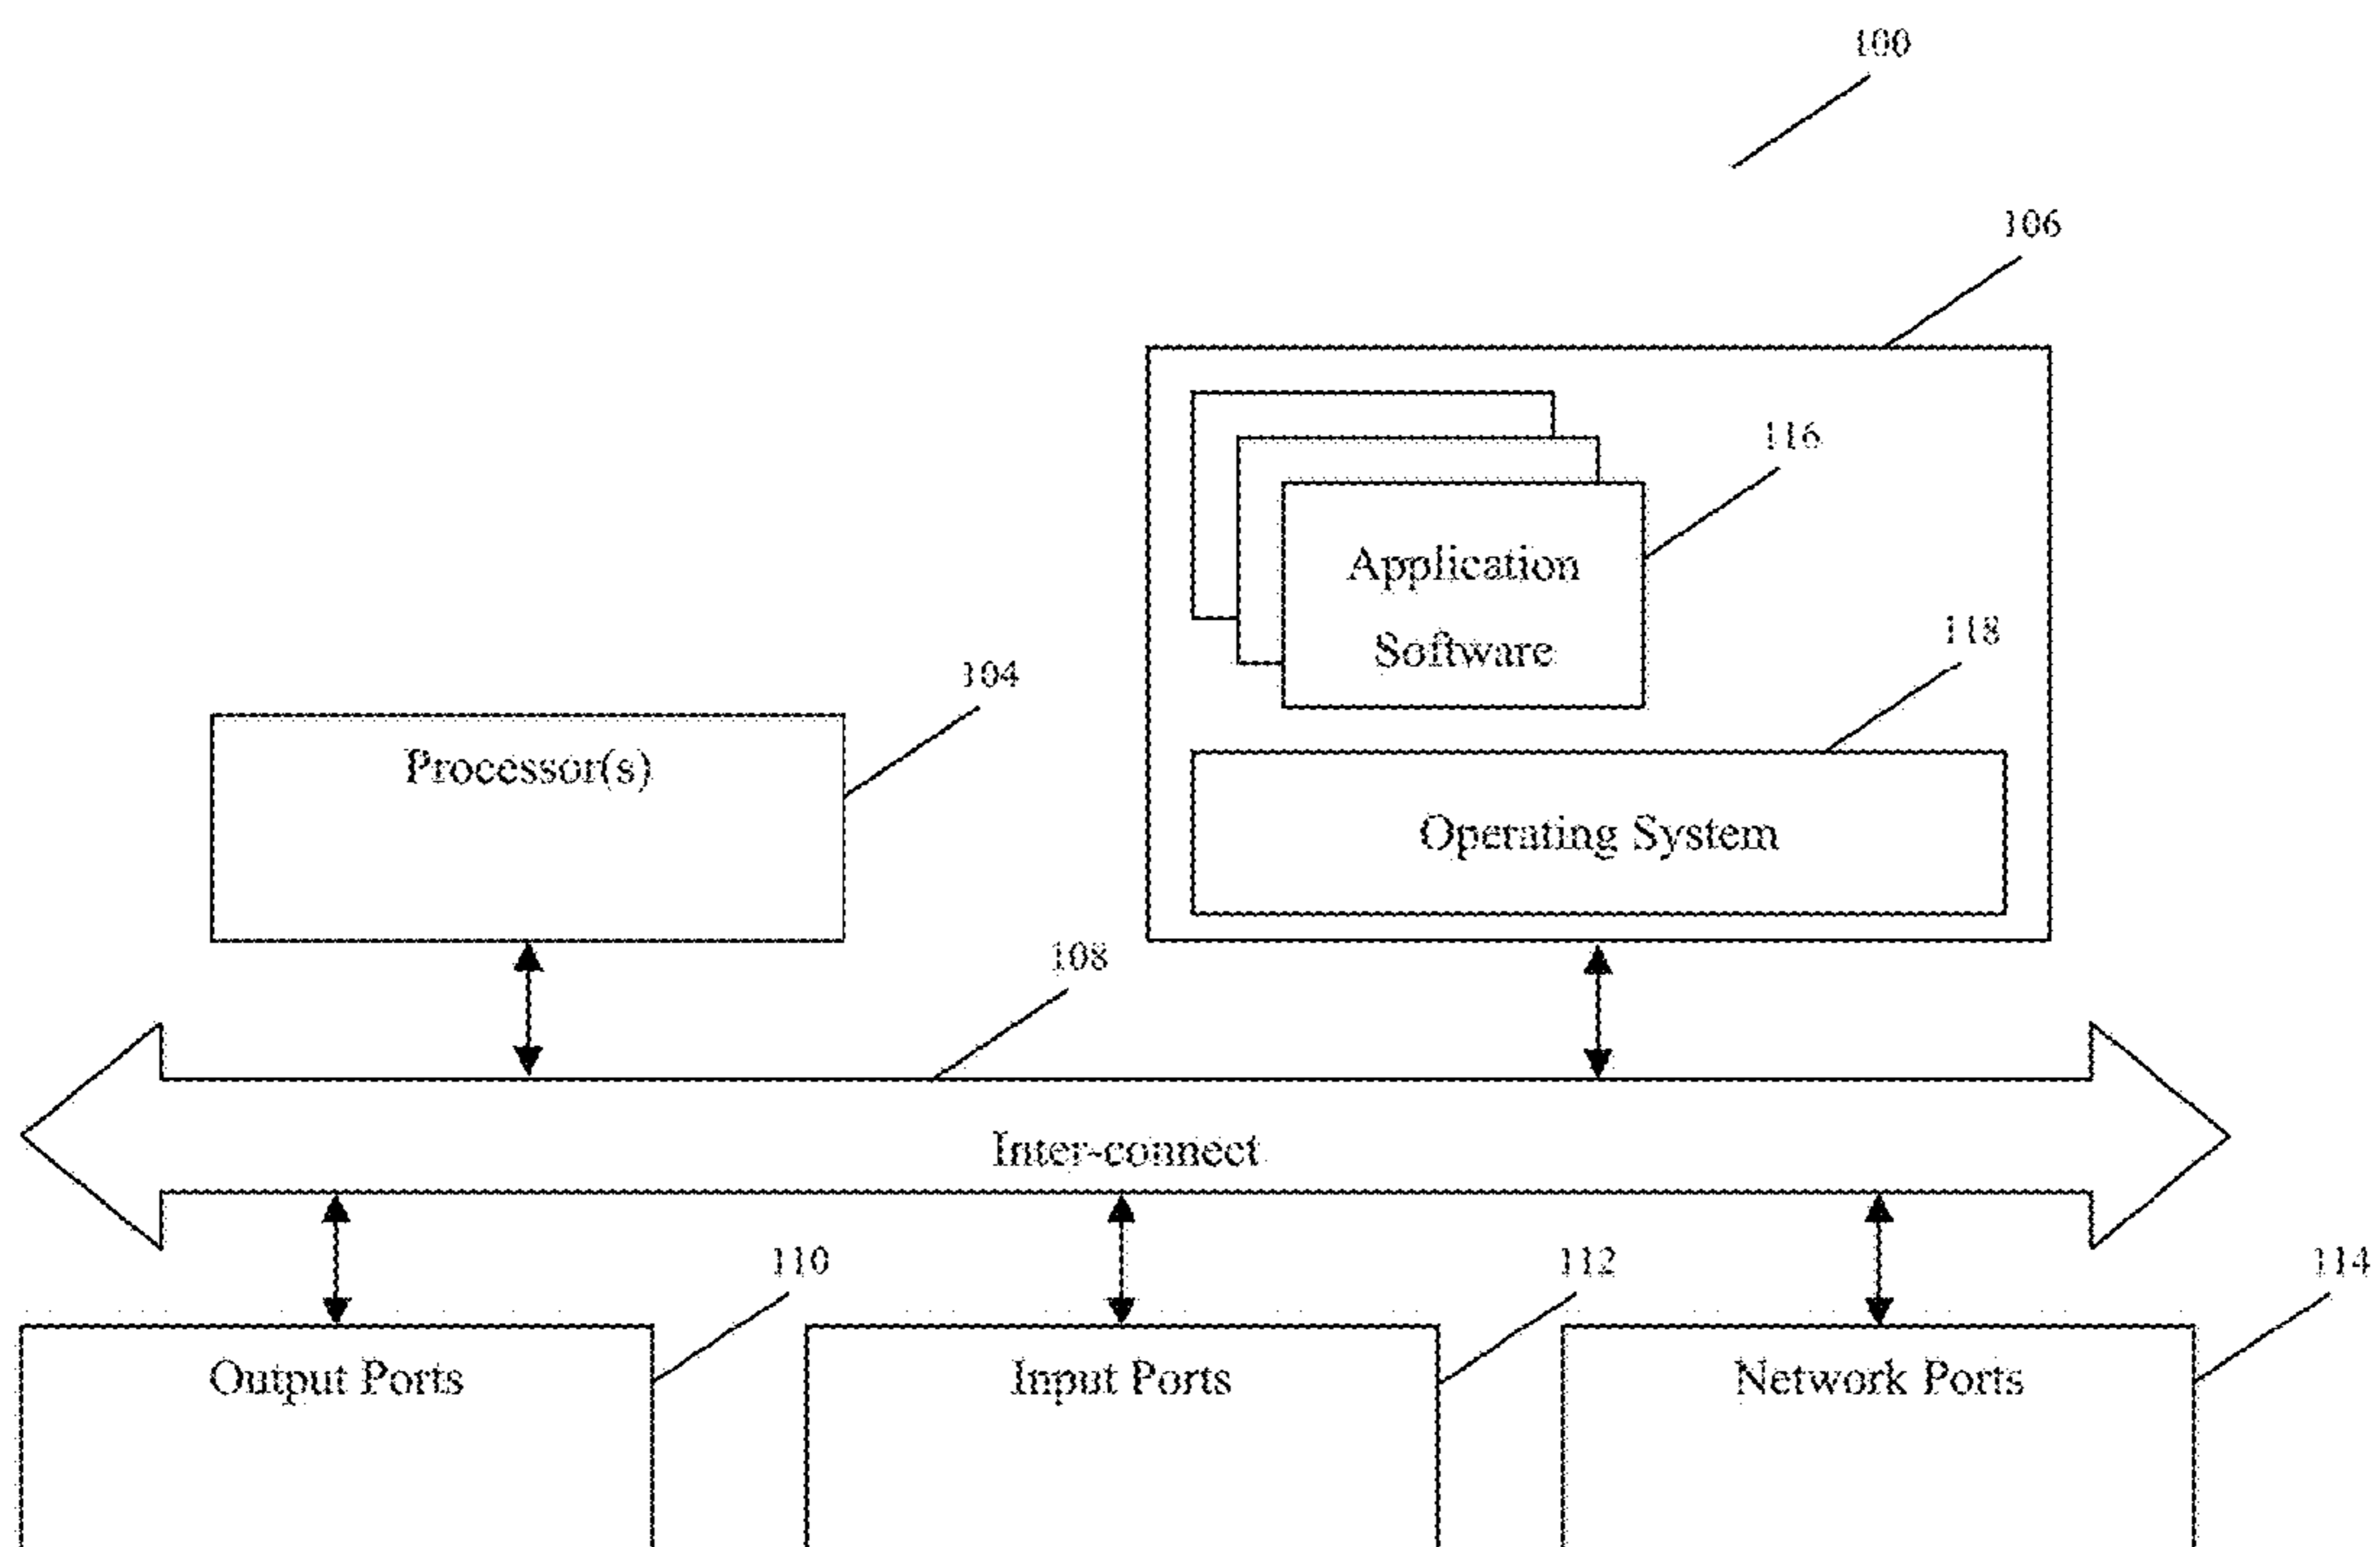 100
106
116
Application
Software
118
104
Processor(s)
Operating System
108
Inter-connect
110
112
114
Output Ports
Input Ports
Network Ports